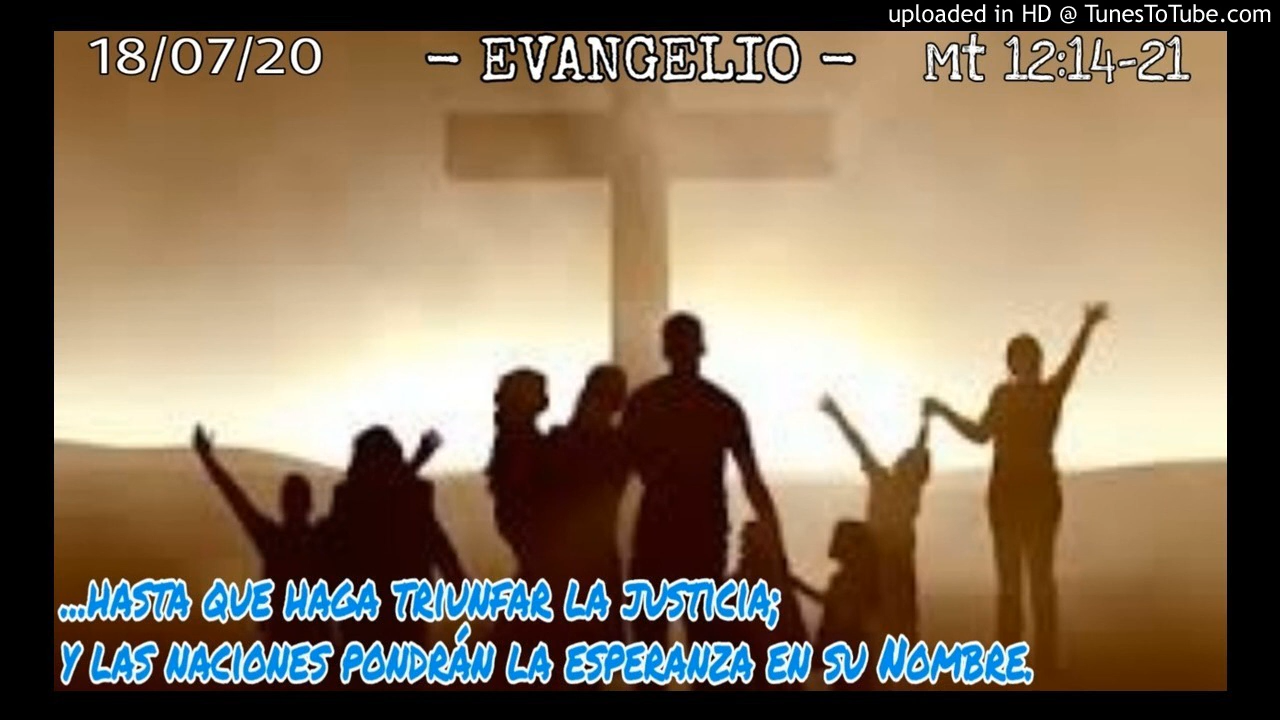 uploaded in HD @ TunesToTube.com
18/07/20 - EVANGELIO - Mt 12:14-21
...HASTA QUE HAGA TRIUNFAR LA JUSTICIA;
Y LAS NACIONES PONDRÁN LA ESPERANZA EN SU NOMBRE.